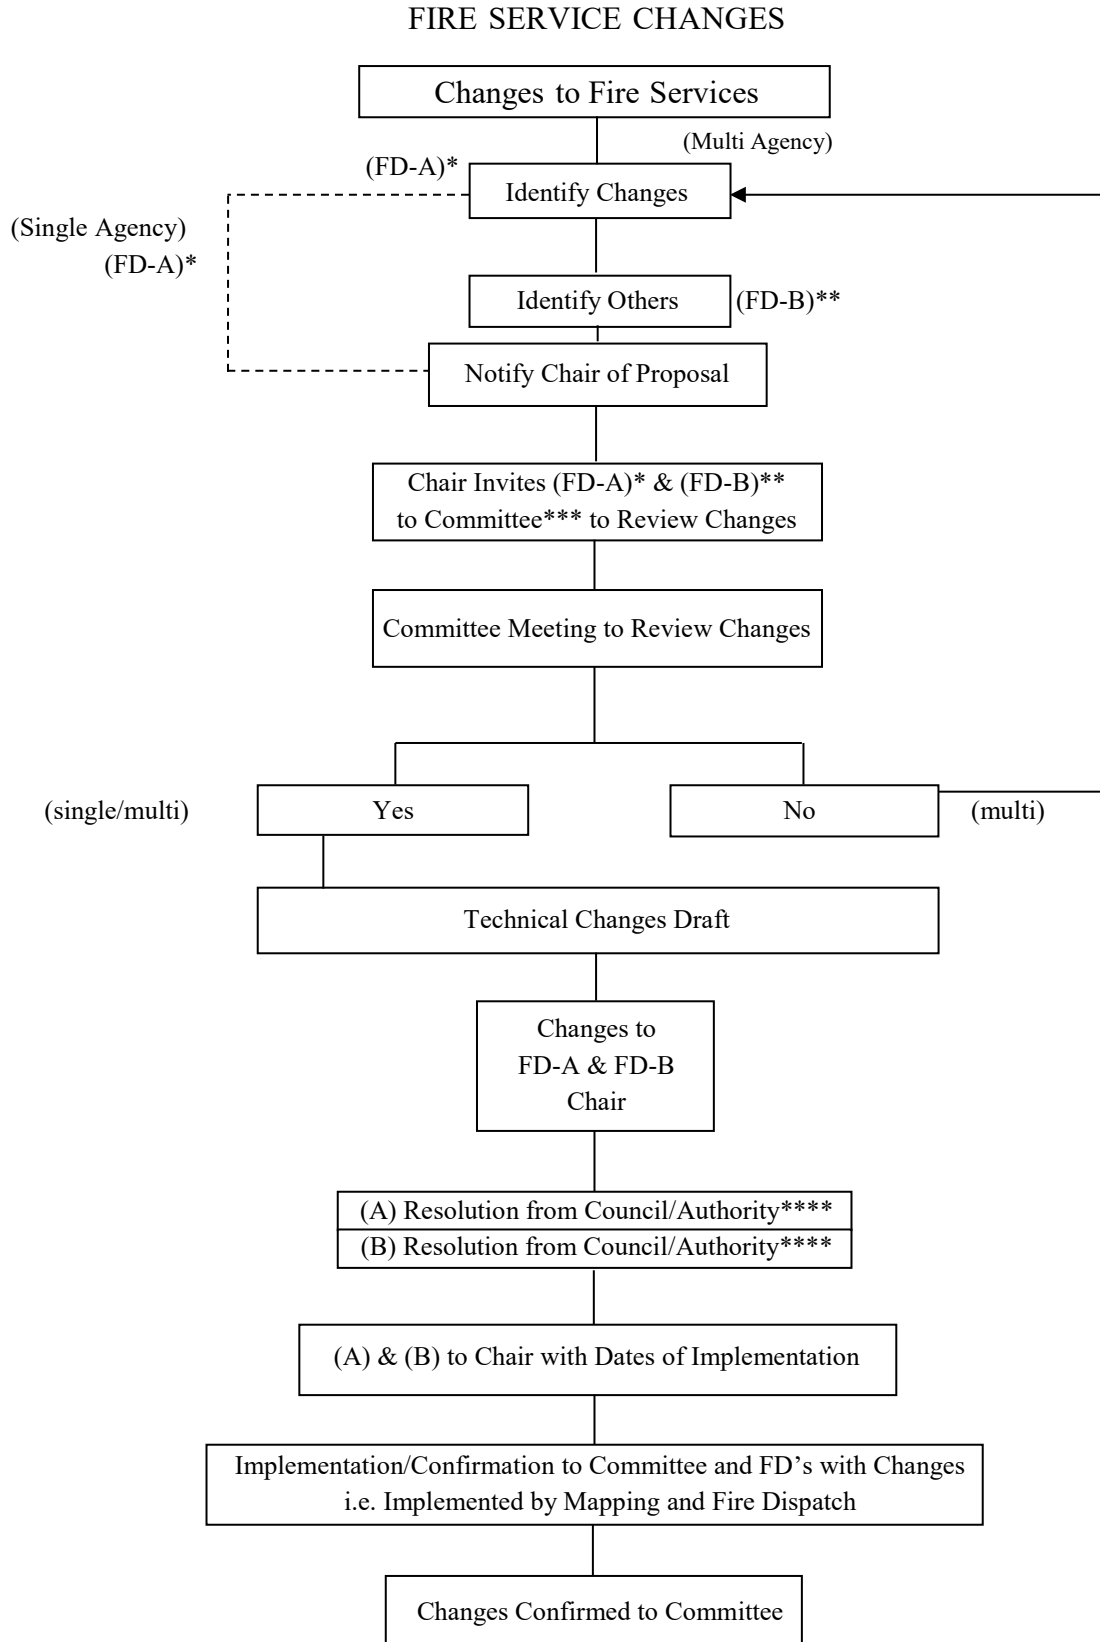 FIRE SERVICE CHANGES
Changes to Fire Services
(Multi Agency)
(FD-A)*
Identify Changes
(Single Agency)
(FD-A)*
Identify Others
(FD-B)**
Notify Chair of Proposal
Chair Invites (FD-A)* & (FD-B)**
to Committee*** to Review Changes
Committee Meeting to Review Changes
(single/multi)
Yes
No
(multi)
Technical Changes Draft
Changes to
FD-A & FD-B
Chair
(A) Resolution from Council/Authority****
(B) Resolution from Council/Authority****
(A) & (B) to Chair with Dates of Implementation
Implementation/Confirmation to Committee and FD’s with Changes
i.e. Implemented by Mapping and Fire Dispatch
Changes Confirmed to Committee